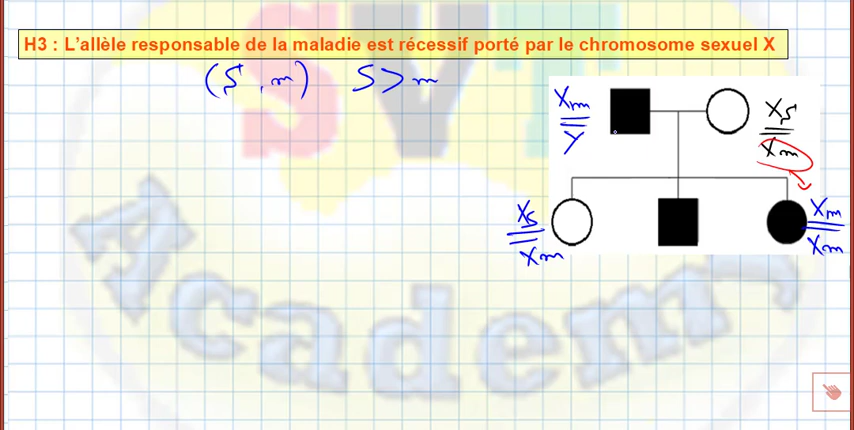 H3 : L'allèle responsable de la maladie est récessif porté par le chromosome sexuel X
(S , m) S > m
Xm
Y
XS
Xm
XS
Xm
Xm
Xm
SVT
Academy